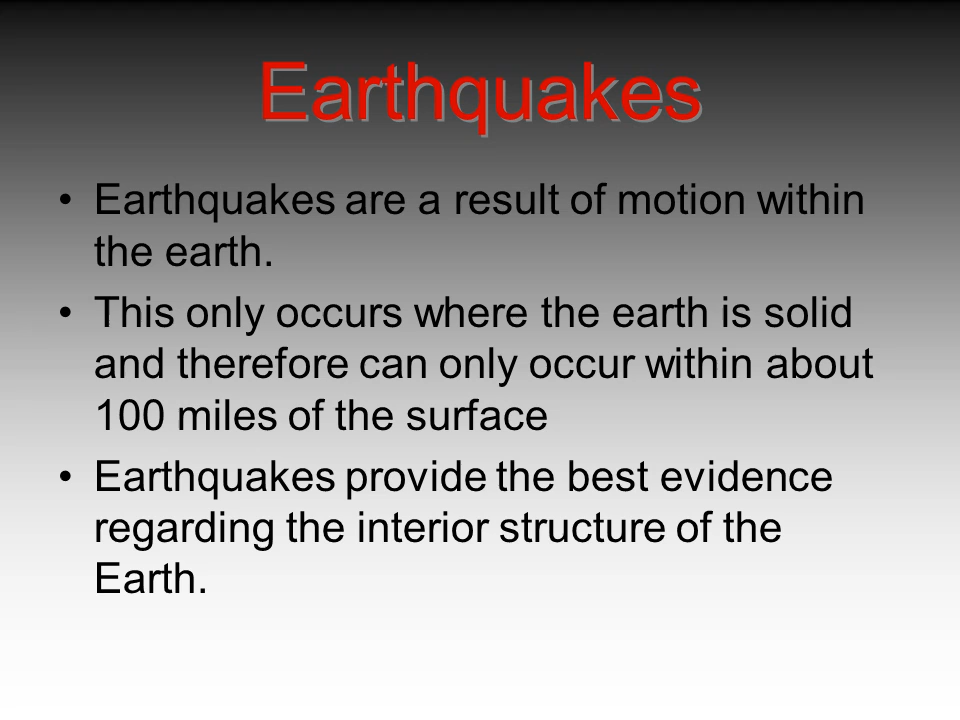 Earthquakes
• Earthquakes are a result of motion within
the earth.
• This only occurs where the earth is solid
and therefore can only occur within about
100 miles of the surface
• Earthquakes provide the best evidence
regarding the interior structure of the
Earth.